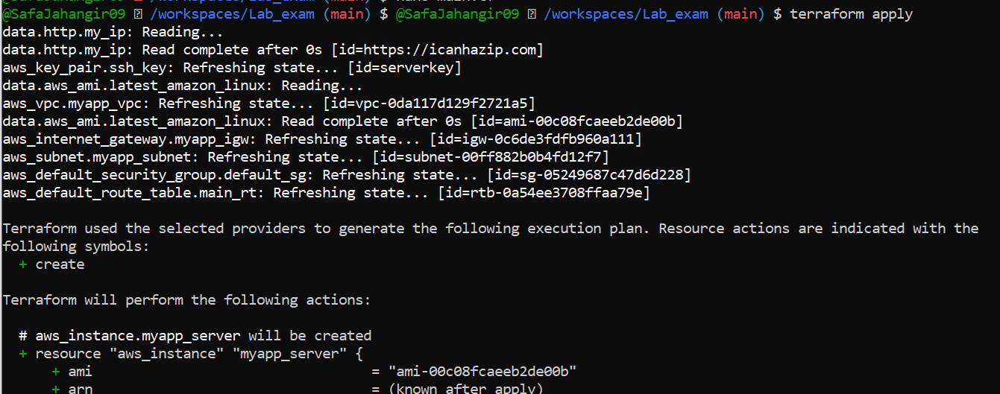 @SafaJahangir09 /workspaces/Lab_exam (main) $ @SafaJahangir09 /workspaces/Lab_exam (main) $ terraform apply
data.http.my_ip: Reading...
data.http.my_ip: Read complete after 0s [id=https://icanhazip.com]
aws_key_pair.ssh_key: Refreshing state... [id=serverkey]
data.aws_ami.latest_amazon_linux: Reading...
aws_vpc.myapp_vpc: Refreshing state... [id=vpc-0da117d129f2721a5]
data.aws_ami.latest_amazon_linux: Read complete after 0s [id=ami-00c08fcaeeb2de00b]
aws_internet_gateway.myapp_igw: Refreshing state... [id=igw-0c6de3fdfb960a111]
aws_subnet.myapp_subnet: Refreshing state... [id=subnet-00ff882b0b4fd12f7]
aws_default_security_group.default_sg: Refreshing state... [id=sg-05249687c47d6d228]
aws_default_route_table.main_rt: Refreshing state... [id=rtb-0a54ee3708ffaa79e]
Terraform used the selected providers to generate the following execution plan. Resource actions are indicated with the
following symbols:
+ create
Terraform will perform the following actions:
# aws_instance.myapp_server will be created
+ resource "aws_instance" "myapp_server" {
+ ami = "ami-00c08fcaeeb2de00b"
+ arn = (known after apply)